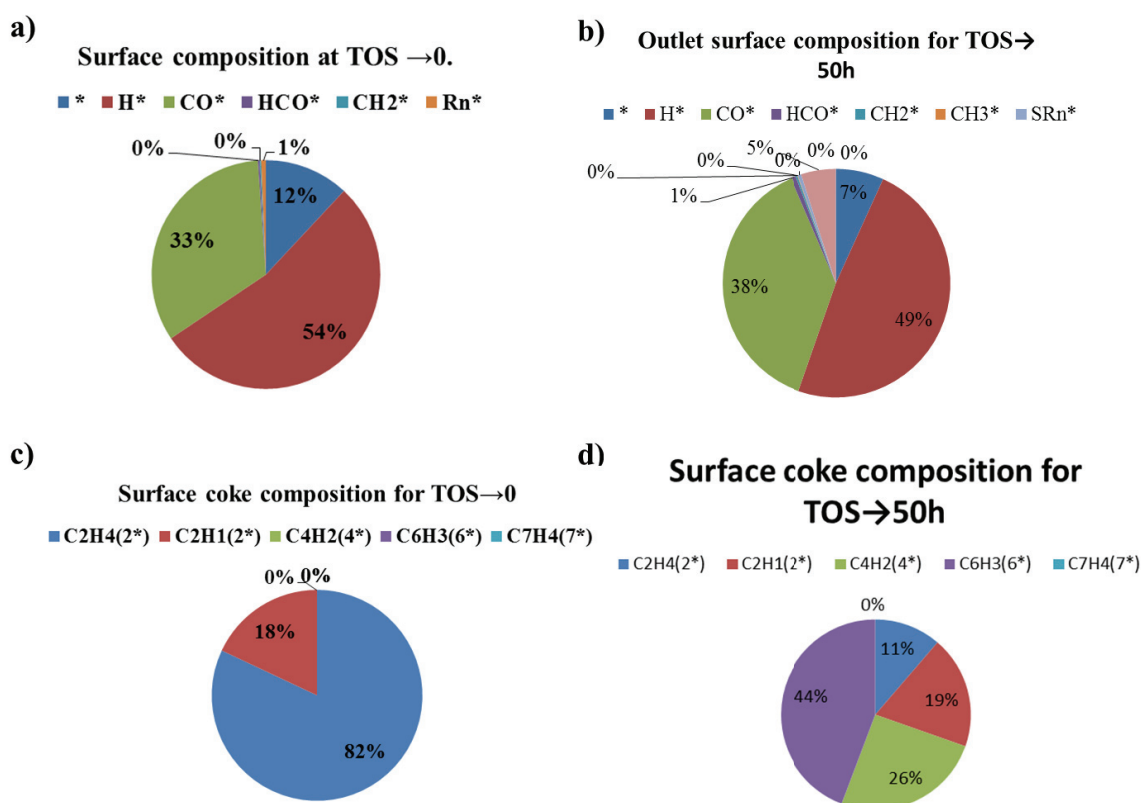 a)
Surface composition at TOS →0.
* H* CO* HCO* CH2* Rn*
0% 0% 1%
12%
33%
54%
b)
Outlet surface composition for TOS→
50h
* H* CO* HCO* CH2* CH3* SRn*
0% 0% 5% 0% 0% 0%
1%
7%
38%
49%
c)
Surface coke composition for TOS→0
C2H4(2*) C2H1(2*) C4H2(4*) C6H3(6*) C7H4(7*)
0% 0%
18%
82%
d)
Surface coke composition for
TOS→50h
C2H4(2*) C2H1(2*) C4H2(4*) C6H3(6*) C7H4(7*)
0%
11%
44%
19%
26%